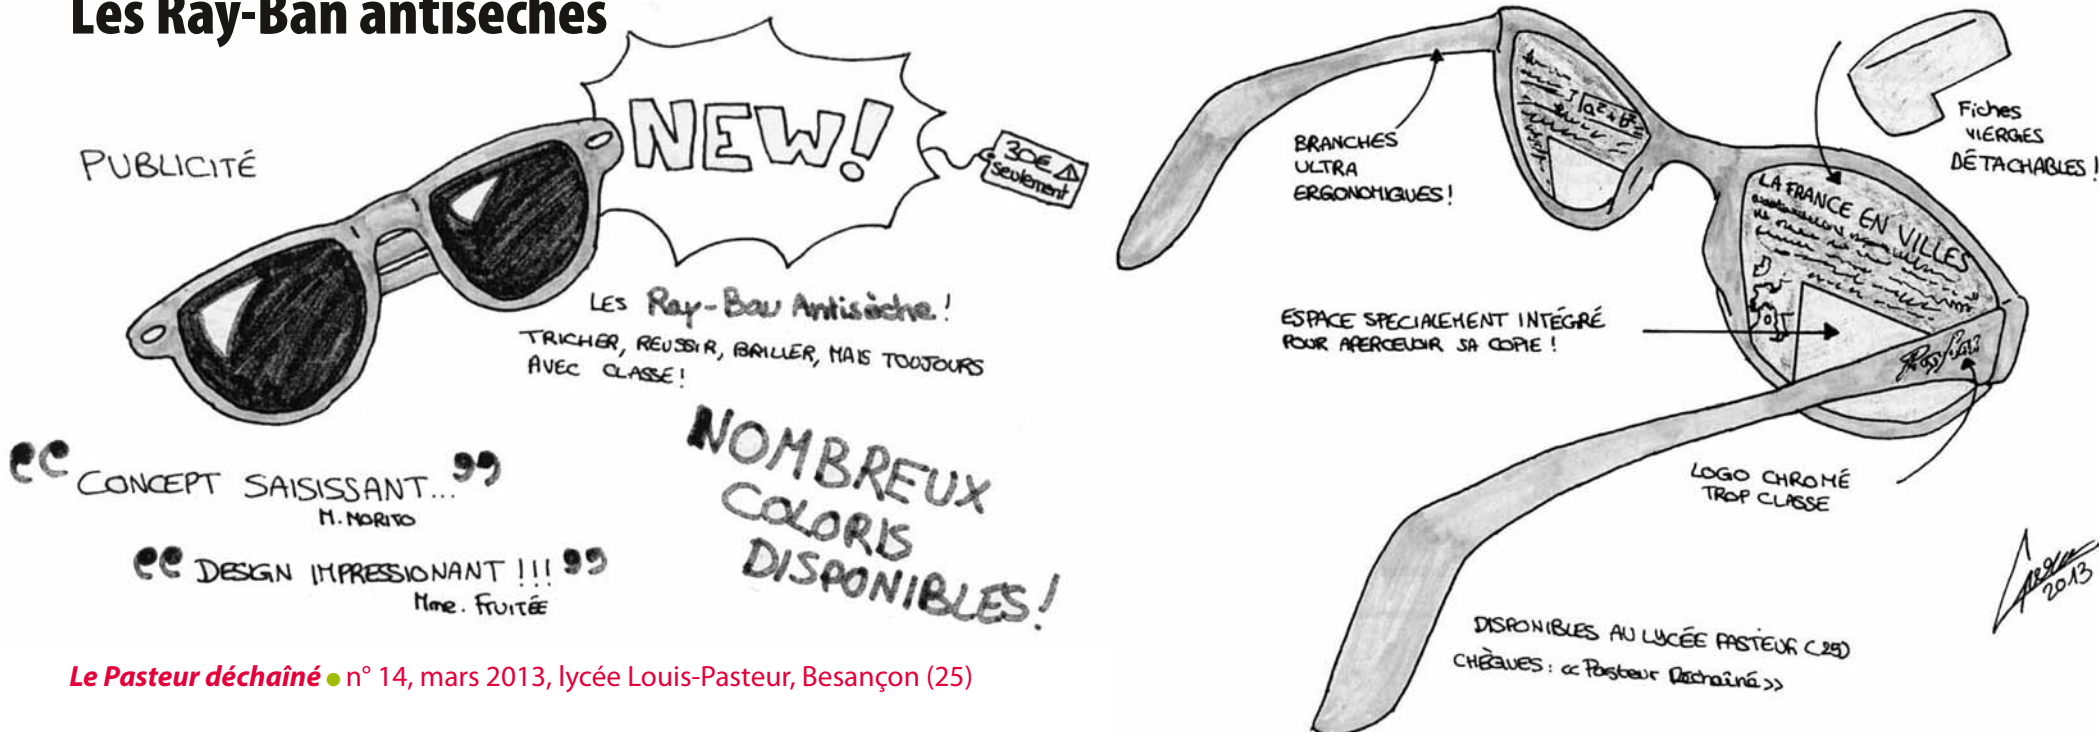 Les Ray-Ban antisèches
PUBLICITÉ
NEW!
30€
seulement
LES Ray-Bau Antisèche!
TRICHER, REUSSIR, BRILLER, MAIS TOUJOURS
AVEC CLASSE!
CONCEPT SAISISSANT...
M. MORITO
DESIGN IMPRESSIONANT !!!
Mme. FRUITÉE
NOMBREUX
COLORIS
DISPONIBLES!
Le Pasteur déchaîné • n° 14, mars 2013, lycée Louis-Pasteur, Besançon (25)
BRANCHES
ULTRA
ERGONOMIQUES!
Fiches
VIERGES
DÉTACHABLES!
LA FRANCE EN VILLES
ESPACE SPECIALEMENT INTÉGRÉ
POUR APERCEVOIR SA COPIE!
LOGO CHROMÉ
TROP CLASSE
2013
DISPONIBLES AU LYCÉE PASTEUR (25)
CHÈQUES: «Pasteur Déchaîné»